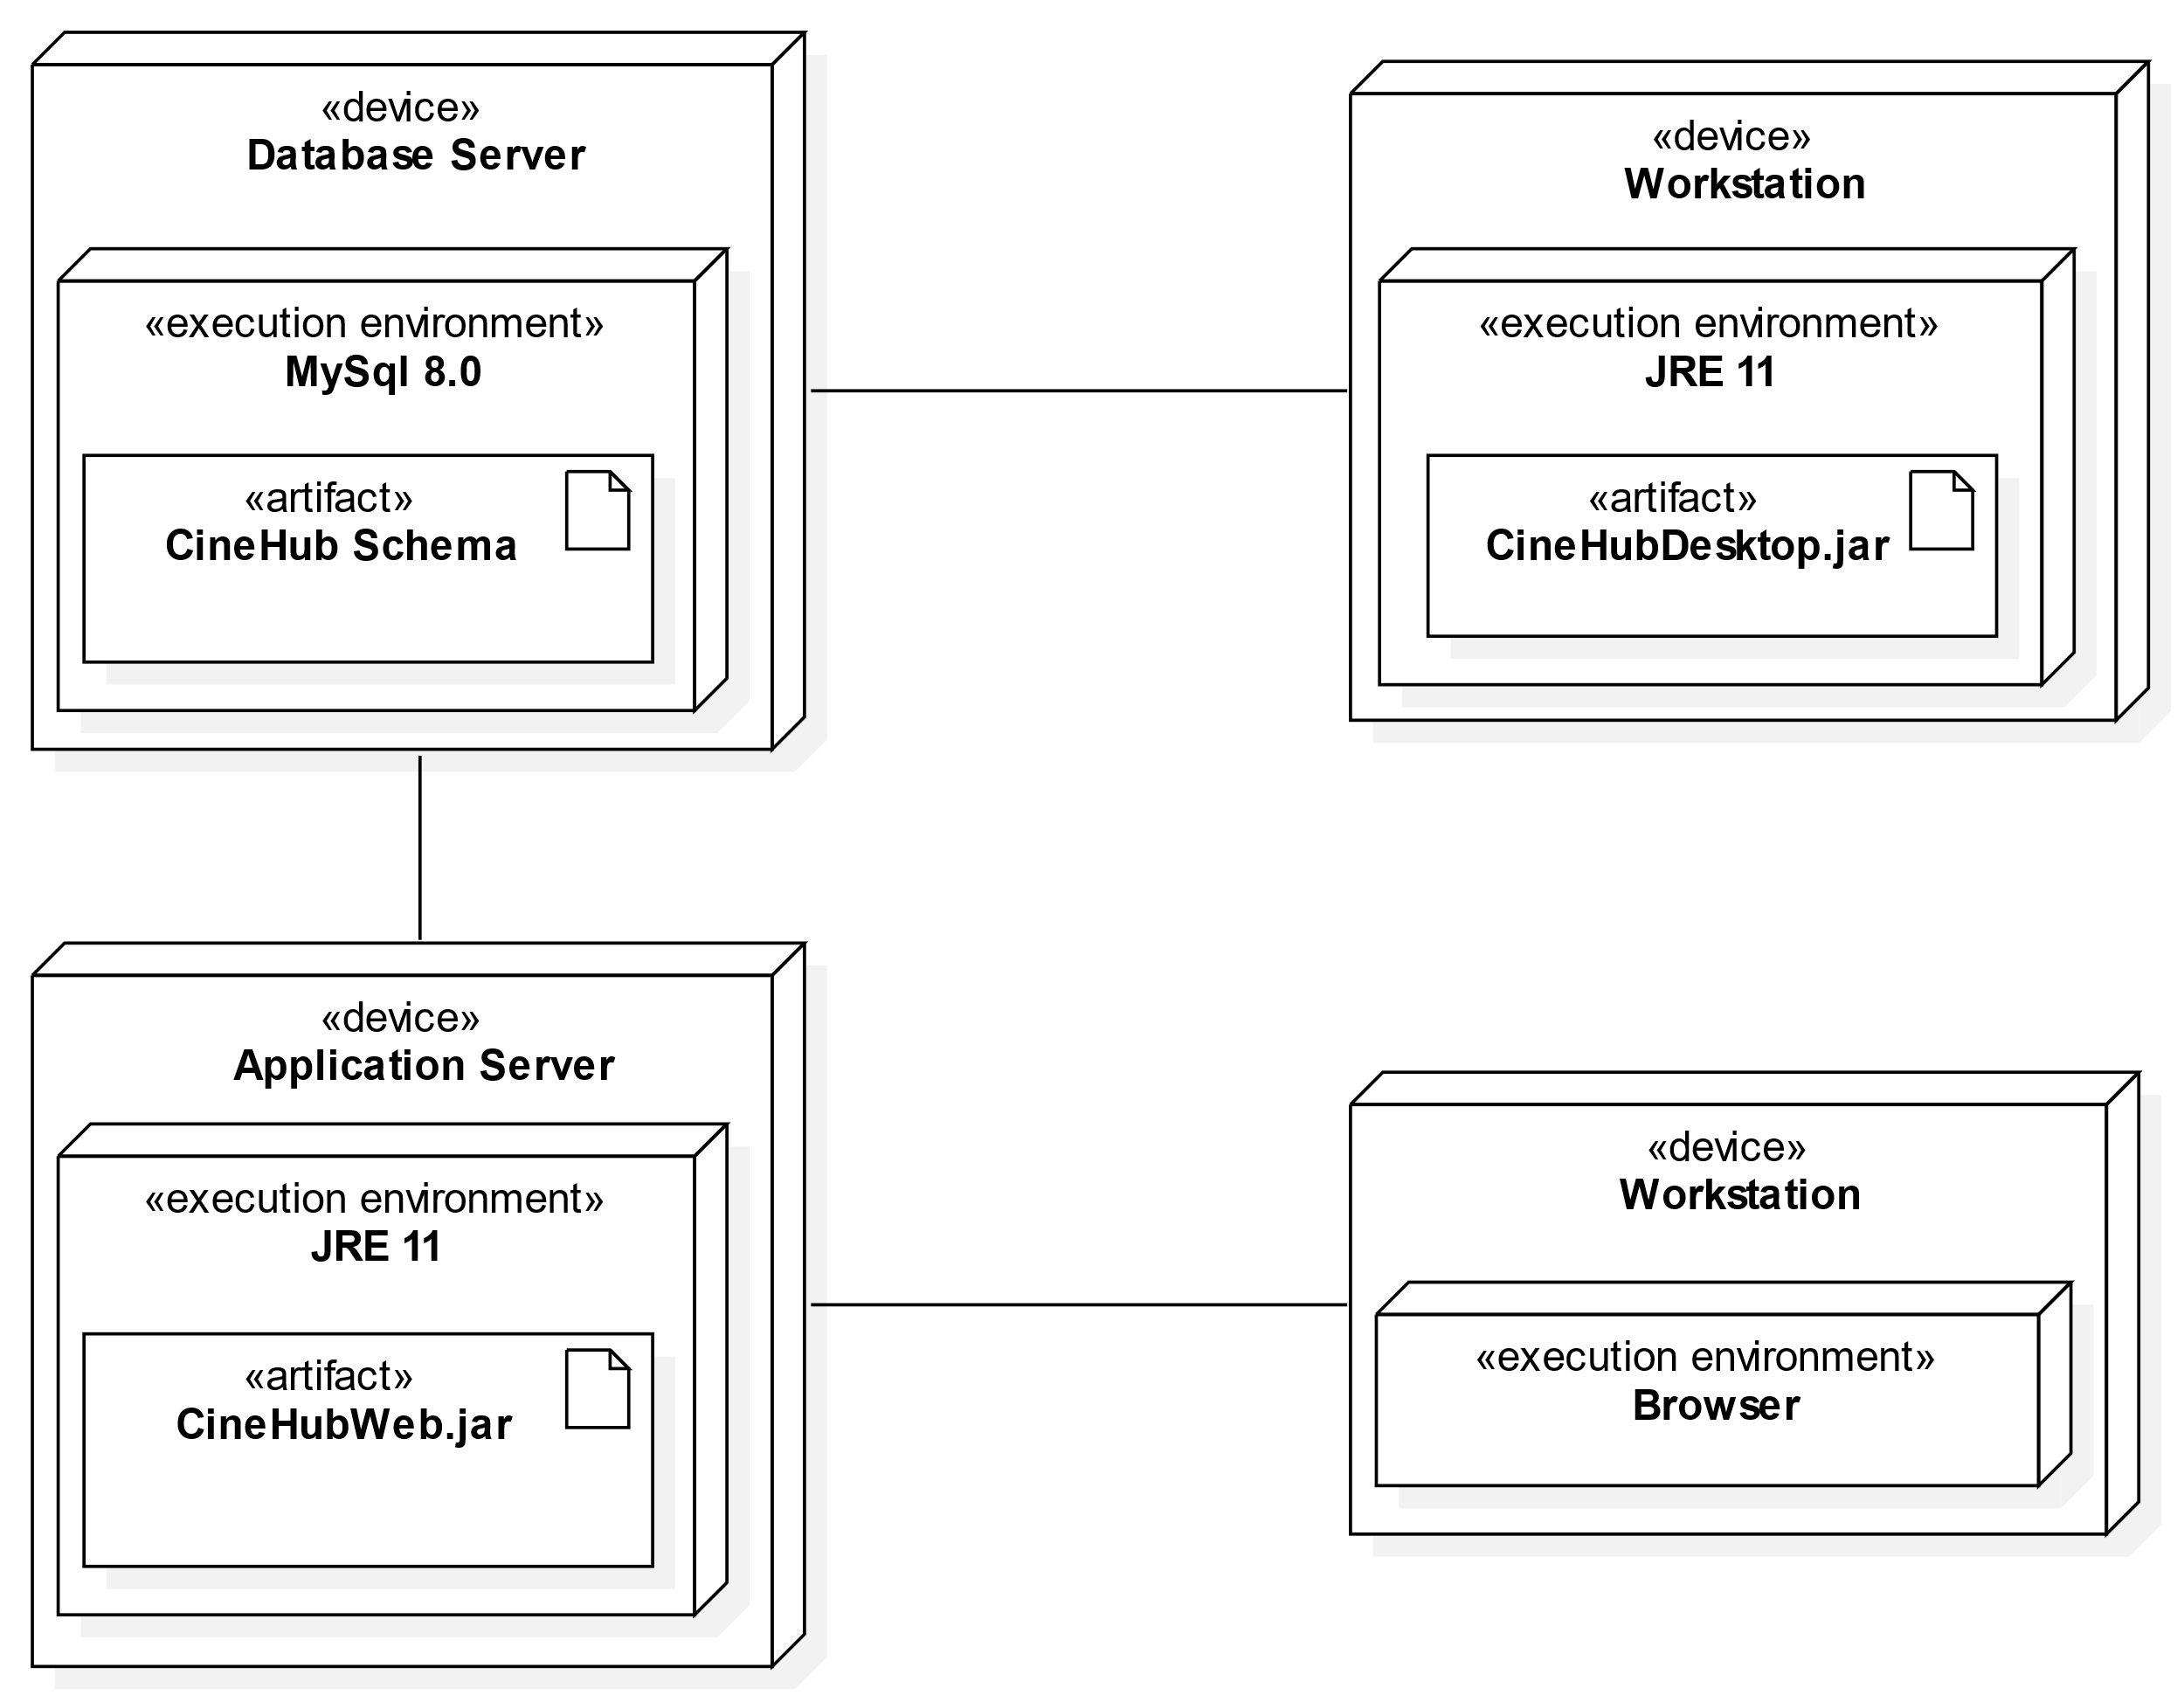 «device»
Database Server
«execution environment»
MySql 8.0
«artifact»
CineHub Schema
«device»
Workstation
«execution environment»
JRE 11
«artifact»
CineHubDesktop.jar
«device»
Application Server
«execution environment»
JRE 11
«artifact»
CineHubWeb.jar
«device»
Workstation
«execution environment»
Browser